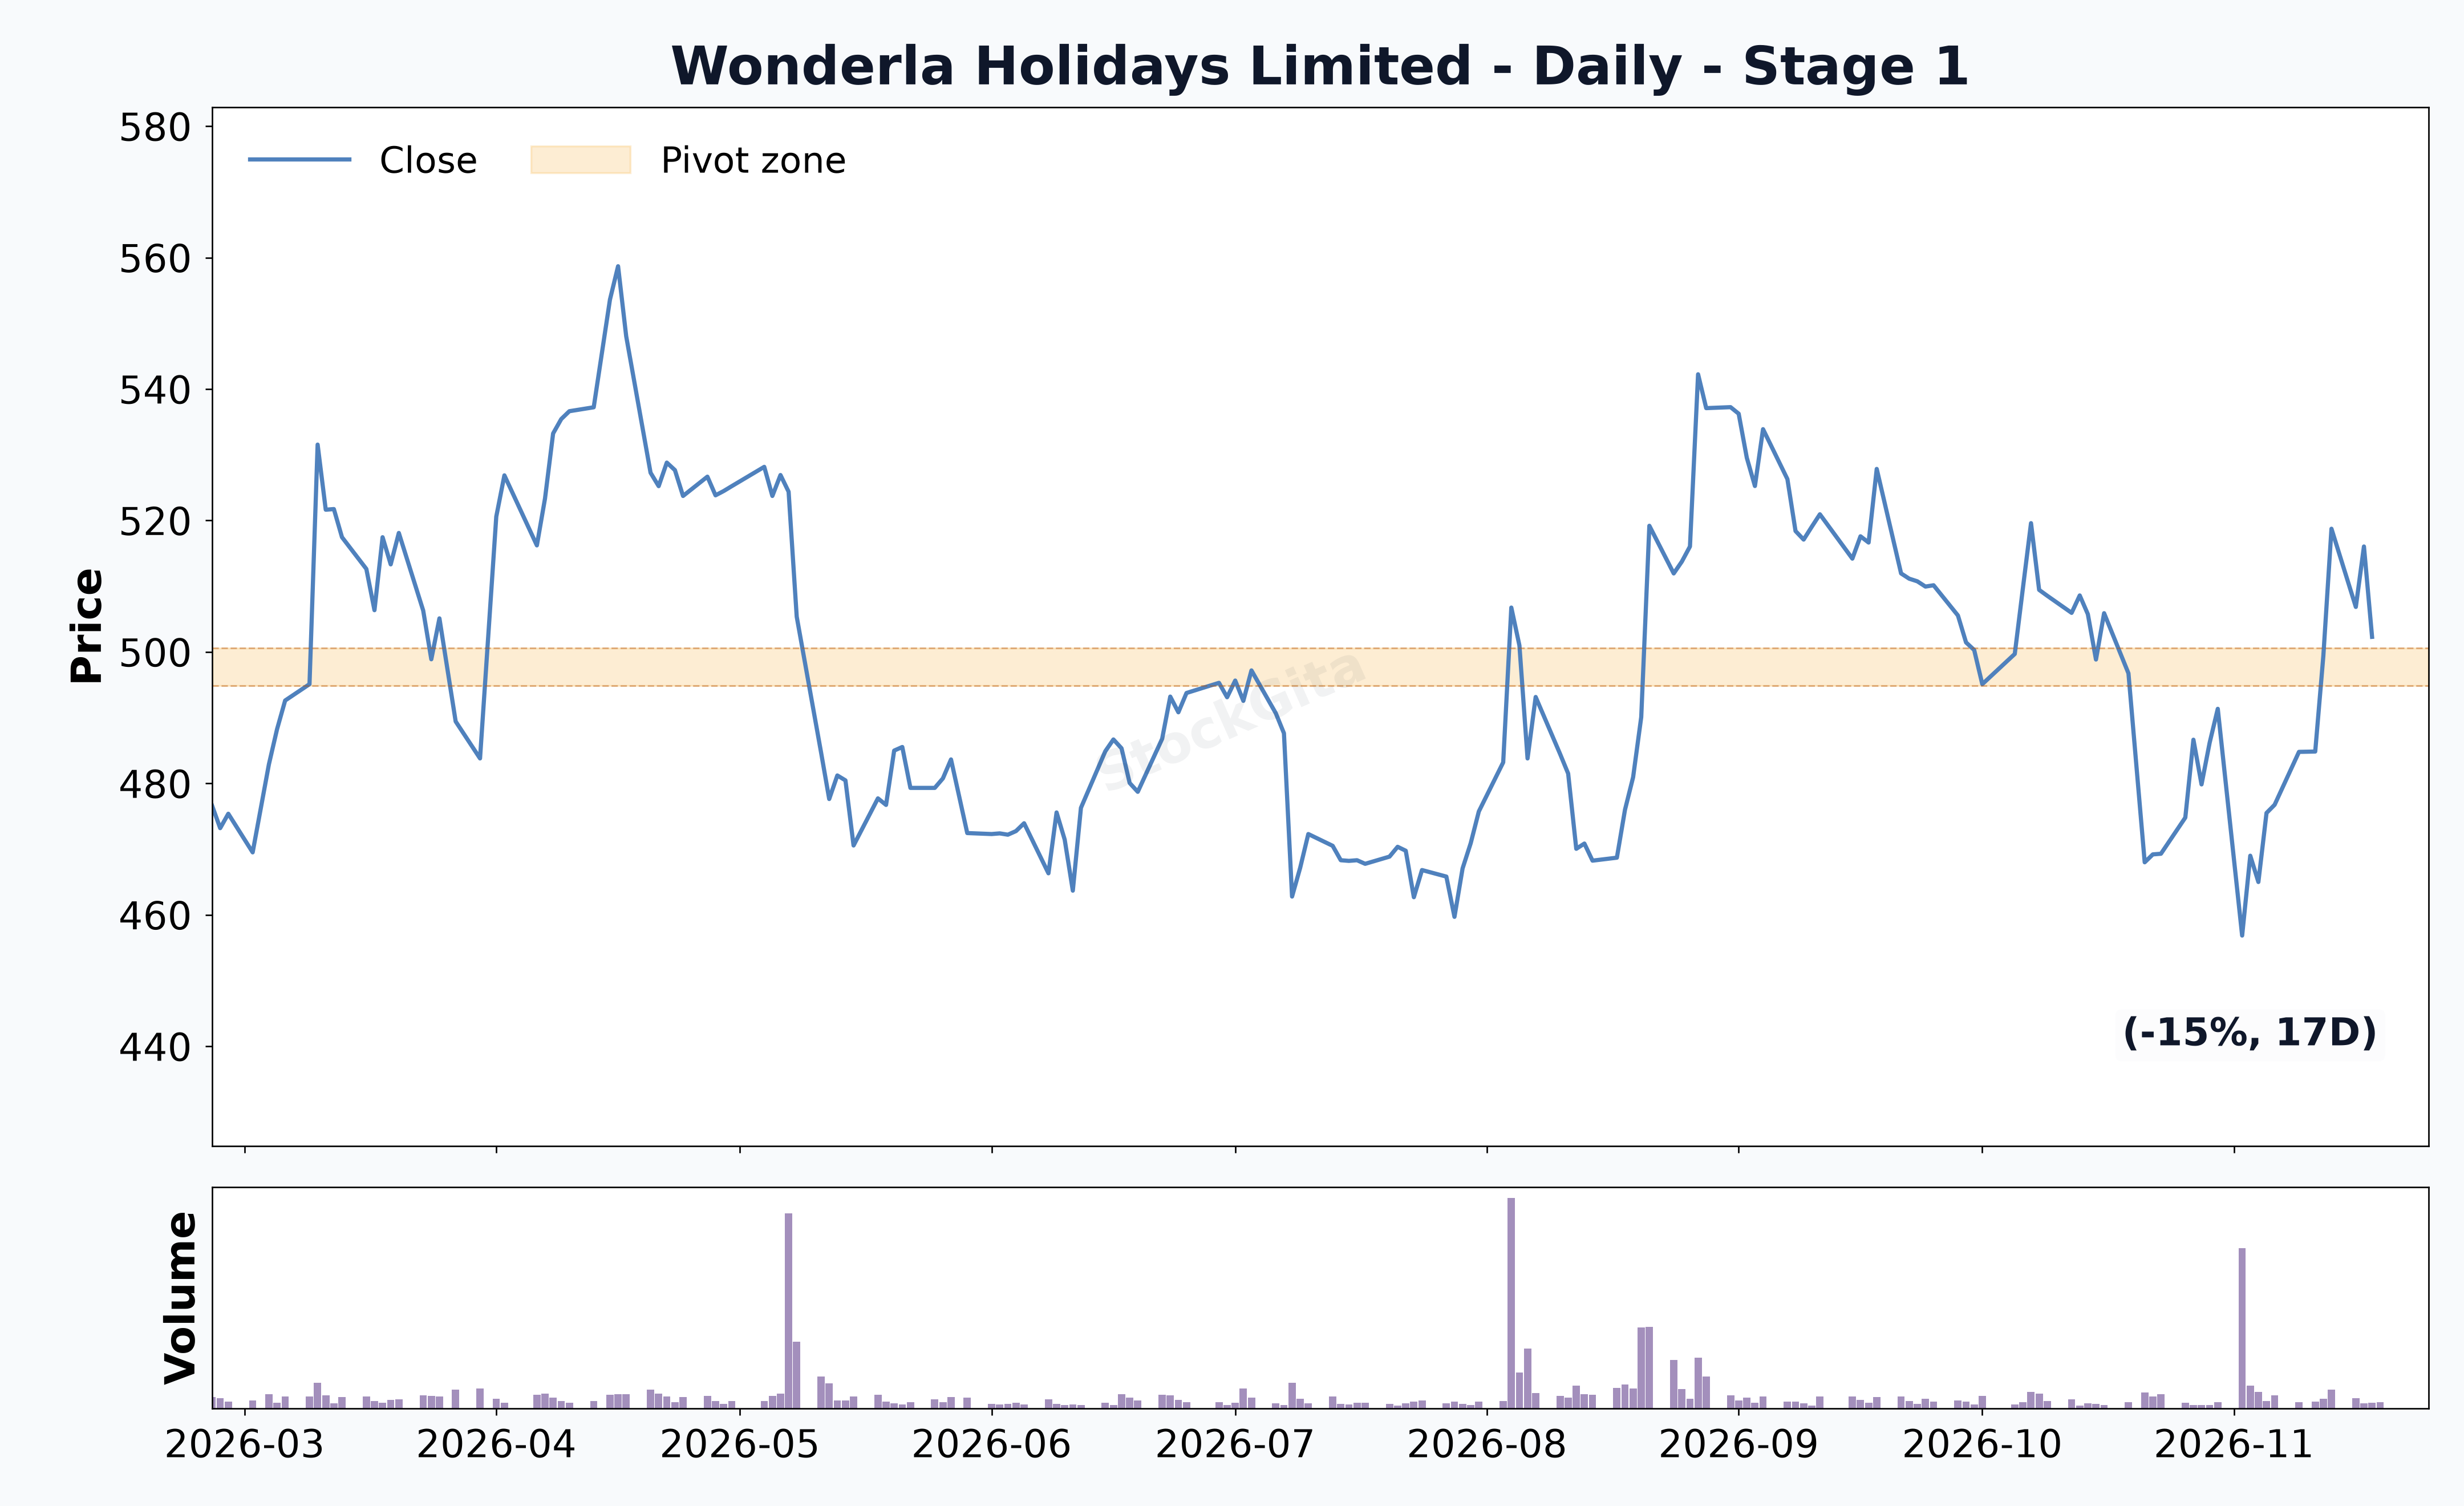 Wonderla Holidays Limited - Daily - Stage 1
Close
Pivot zone
Price
580
560
540
520
500
480
460
440
StockGita
(-15%, 17D)
Volume
2026-03
2026-04
2026-05
2026-06
2026-07
2026-08
2026-09
2026-10
2026-11